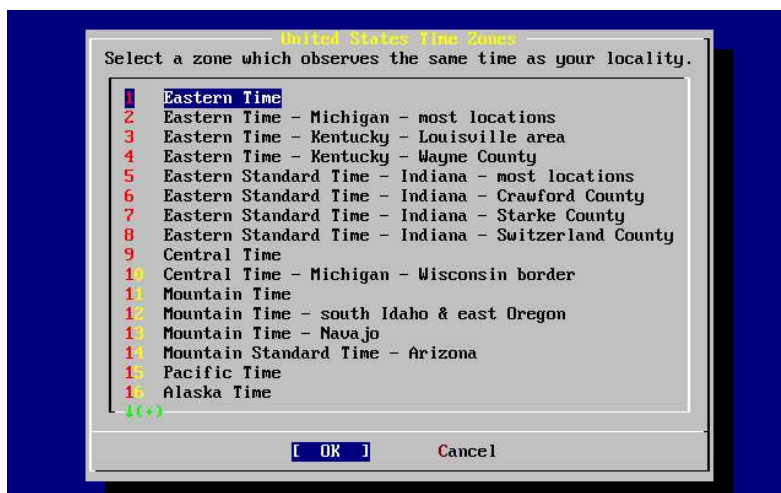 United States Time Zones
Select a zone which observes the same time as your locality.
1 Eastern Time
2 Eastern Time - Michigan - most locations
3 Eastern Time - Kentucky - Louisville area
4 Eastern Time - Kentucky - Wayne County
5 Eastern Standard Time - Indiana - most locations
6 Eastern Standard Time - Indiana - Crawford County
7 Eastern Standard Time - Indiana - Starke County
8 Eastern Standard Time - Indiana - Switzerland County
9 Central Time
10 Central Time - Michigan - Wisconsin border
11 Mountain Time
12 Mountain Time - south Idaho & east Oregon
13 Mountain Time - Navajo
14 Mountain Standard Time - Arizona
15 Pacific Time
16 Alaska Time
↓(+)
[ OK ] Cancel